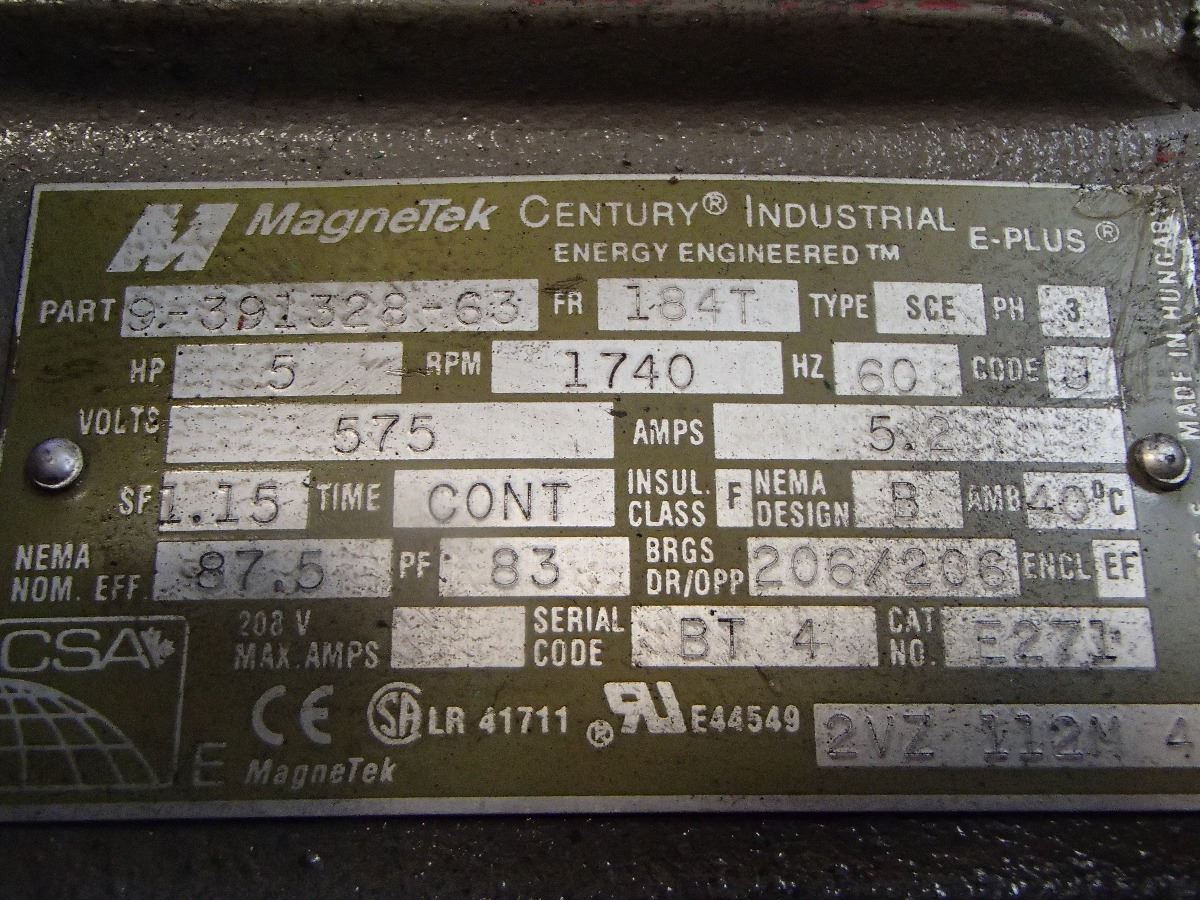 MagneTek CENTURY® INDUSTRIAL E-PLUS®
ENERGY ENGINEERED™
PART 9-391328-63 FR 184T TYPE SCE PH 3
HP 5 RPM 1740 HZ 60 CODE J
VOLTS 575 AMPS 5.2
SF 1.15 TIME CONT INSUL. CLASS F NEMA DESIGN B AMB 40°C
NEMA NOM. EFF. 87.5 PF 83 BRGS DR/OPP 206/206 ENCL EF
208 V MAX. AMPS SERIAL CODE BT 4 CAT NO. E271
CSA CE SA LR 41711 ® UR E44549
2VZ 112M 4
E MagneTek
MADE IN